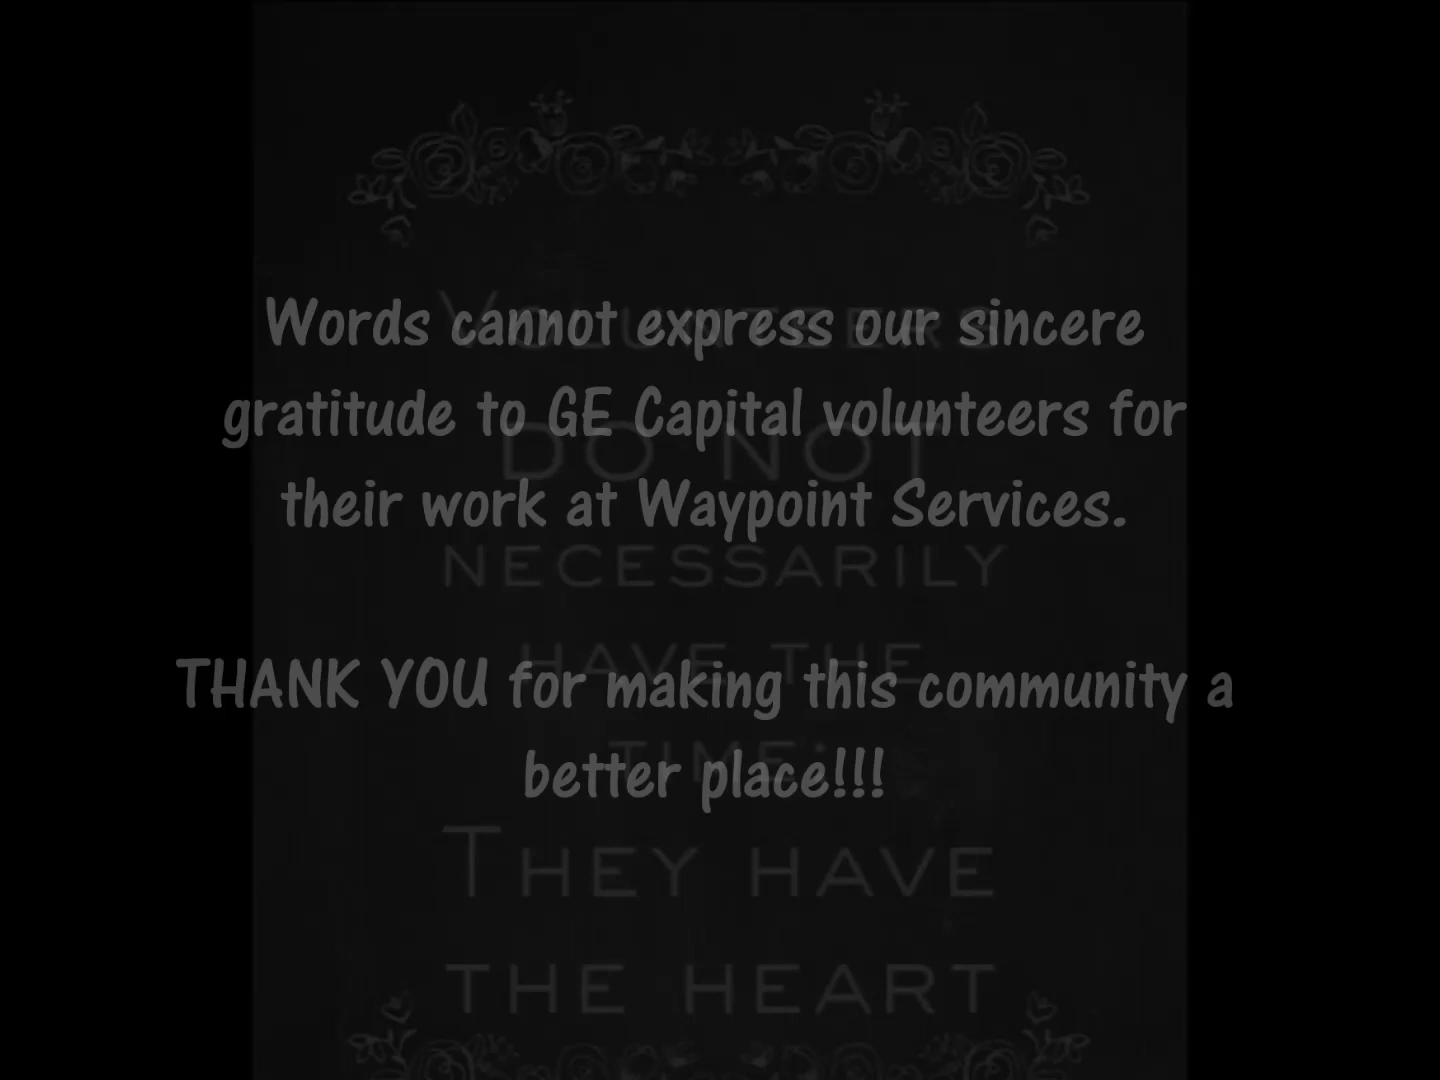 Words cannot express our sincere
gratitude to GE Capital volunteers for
their work at Waypoint Services.
THANK YOU for making this community a
better place!!!
VOLUNTEERS
DO NOT
NECESSARILY
HAVE THE
TIME;
THEY HAVE
THE HEART